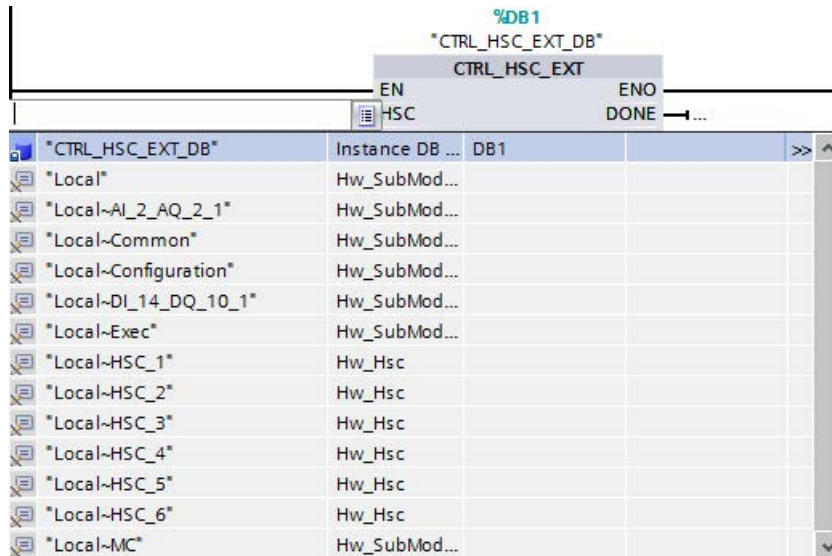 %DB1
"CTRL_HSC_EXT_DB"
CTRL_HSC_EXT
EN ENO
HSC DONE ...
"CTRL_HSC_EXT_DB" Instance DB ... DB1 >>
"Local" Hw_SubMod...
"Local~AI_2_AQ_2_1" Hw_SubMod...
"Local~Common" Hw_SubMod...
"Local~Configuration" Hw_SubMod...
"Local~DI_14_DQ_10_1" Hw_SubMod...
"Local~Exec" Hw_SubMod...
"Local~HSC_1" Hw_Hsc
"Local~HSC_2" Hw_Hsc
"Local~HSC_3" Hw_Hsc
"Local~HSC_4" Hw_Hsc
"Local~HSC_5" Hw_Hsc
"Local~HSC_6" Hw_Hsc
"Local~MC" Hw_SubMod...